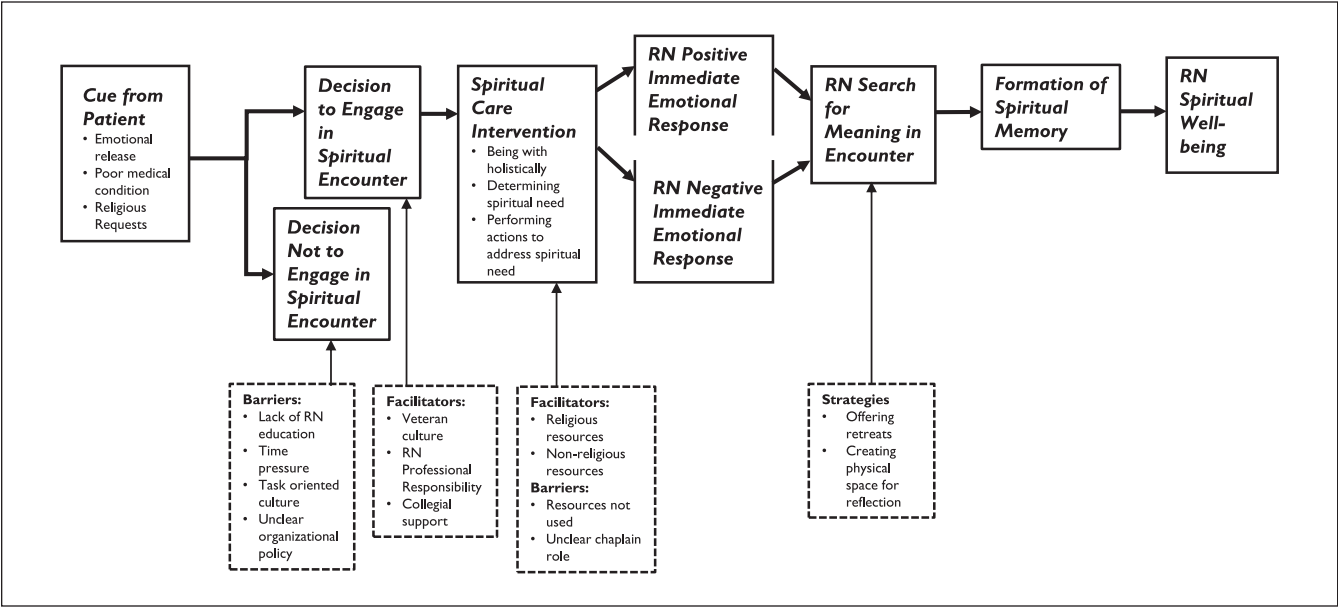 Cue from
Patient
• Emotional
release
• Poor medical
condition
• Religious
Requests
Decision
to Engage
in
Spiritual
Encounter
Decision
Not to
Engage in
Spiritual
Encounter
Spiritual
Care
Intervention
• Being with
holistically
• Determining
spiritual need
• Performing
actions to
address spiritual
need
RN Positive
Immediate
Emotional
Response
RN Negative
Immediate
Emotional
Response
RN Search
for
Meaning in
Encounter
Formation of
Spiritual
Memory
RN
Spiritual
Well-
being
Barriers:
• Lack of RN
education
• Time
pressure
• Task oriented
culture
• Unclear
organizational
policy
Facilitators:
• Veteran
culture
• RN
Professional
Responsibility
• Collegial
support
Facilitators:
• Religious
resources
• Non-religious
resources
Barriers:
• Resources not
used
• Unclear chaplain
role
Strategies
• Offering
retreats
• Creating
physical
space for
reflection